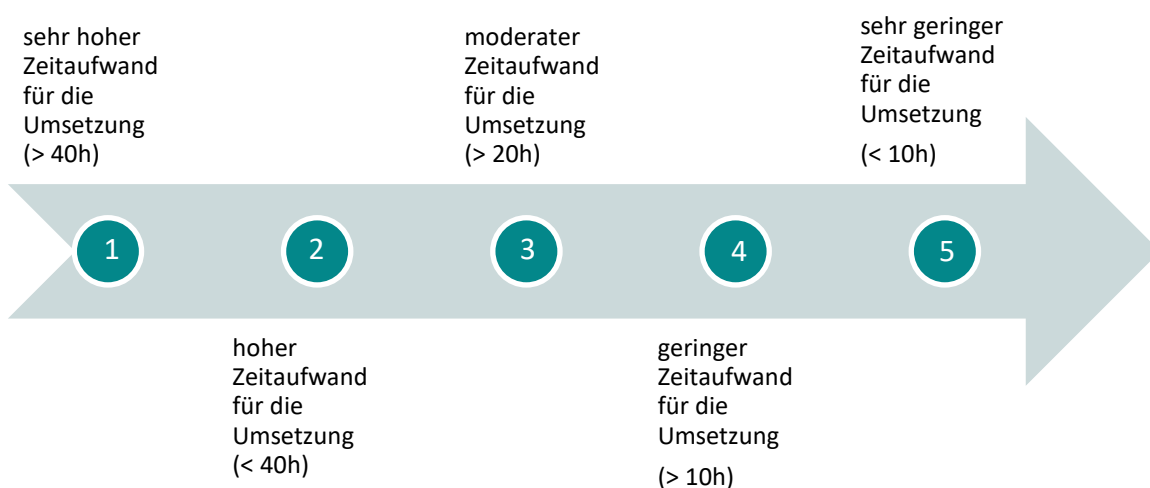 sehr hoher
Zeitaufwand
für die
Umsetzung
(> 40h)
moderater
Zeitaufwand
für die
Umsetzung
(> 20h)
sehr geringer
Zeitaufwand
für die
Umsetzung
(< 10h)
1
2
3
4
5
hoher
Zeitaufwand
für die
Umsetzung
(< 40h)
geringer
Zeitaufwand
für die
Umsetzung
(> 10h)